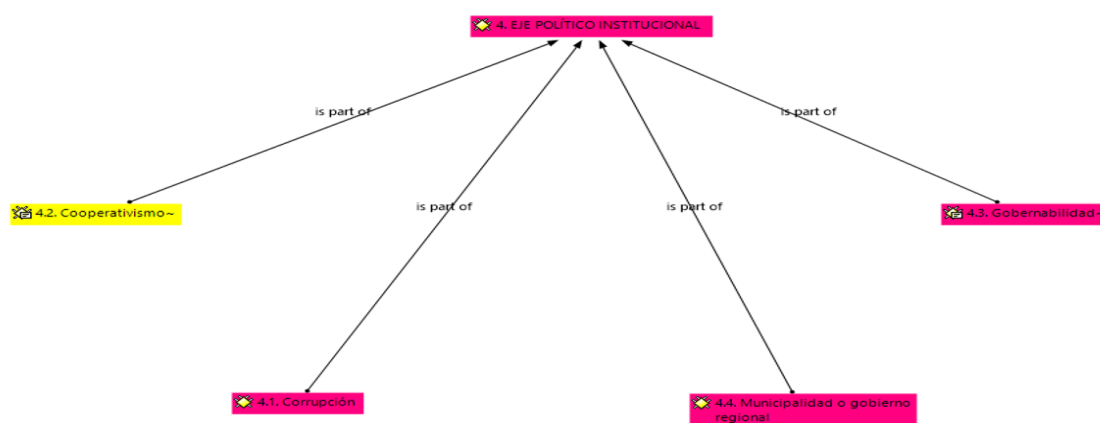 4. EJE POLÍTICO INSTITUCIONAL
is part of
is part of
4.2. Cooperativismo~
is part of
is part of
4.3. Gobernabilidad~
4.1. Corrupción
4.4. Municipalidad o gobierno
regional